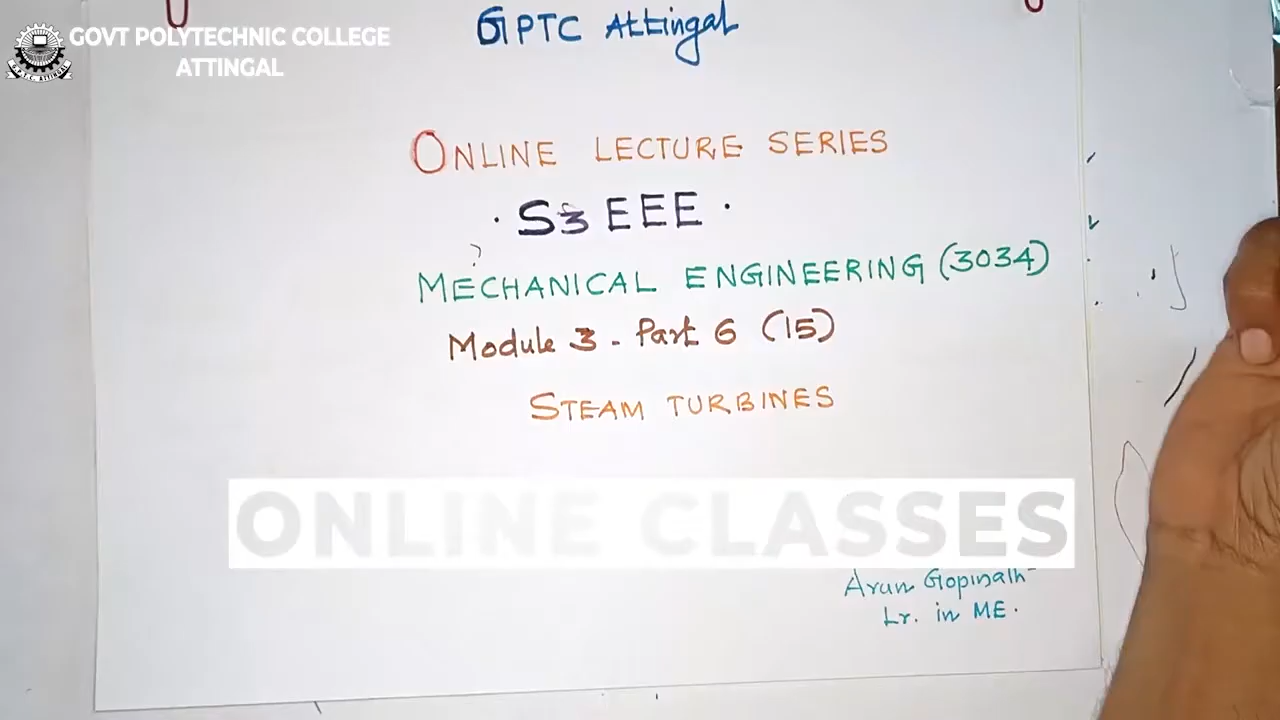 GOVT POLYTECHNIC COLLEGE
ATTINGAL
GPTC Attingal
ONLINE LECTURE SERIES
· S3 EEE ·
MECHANICAL ENGINEERING (3034)
Module 3 - Part 6 (15)
STEAM TURBINES
ONLINE CLASSES
Arun Gopinath
Lr. in ME.